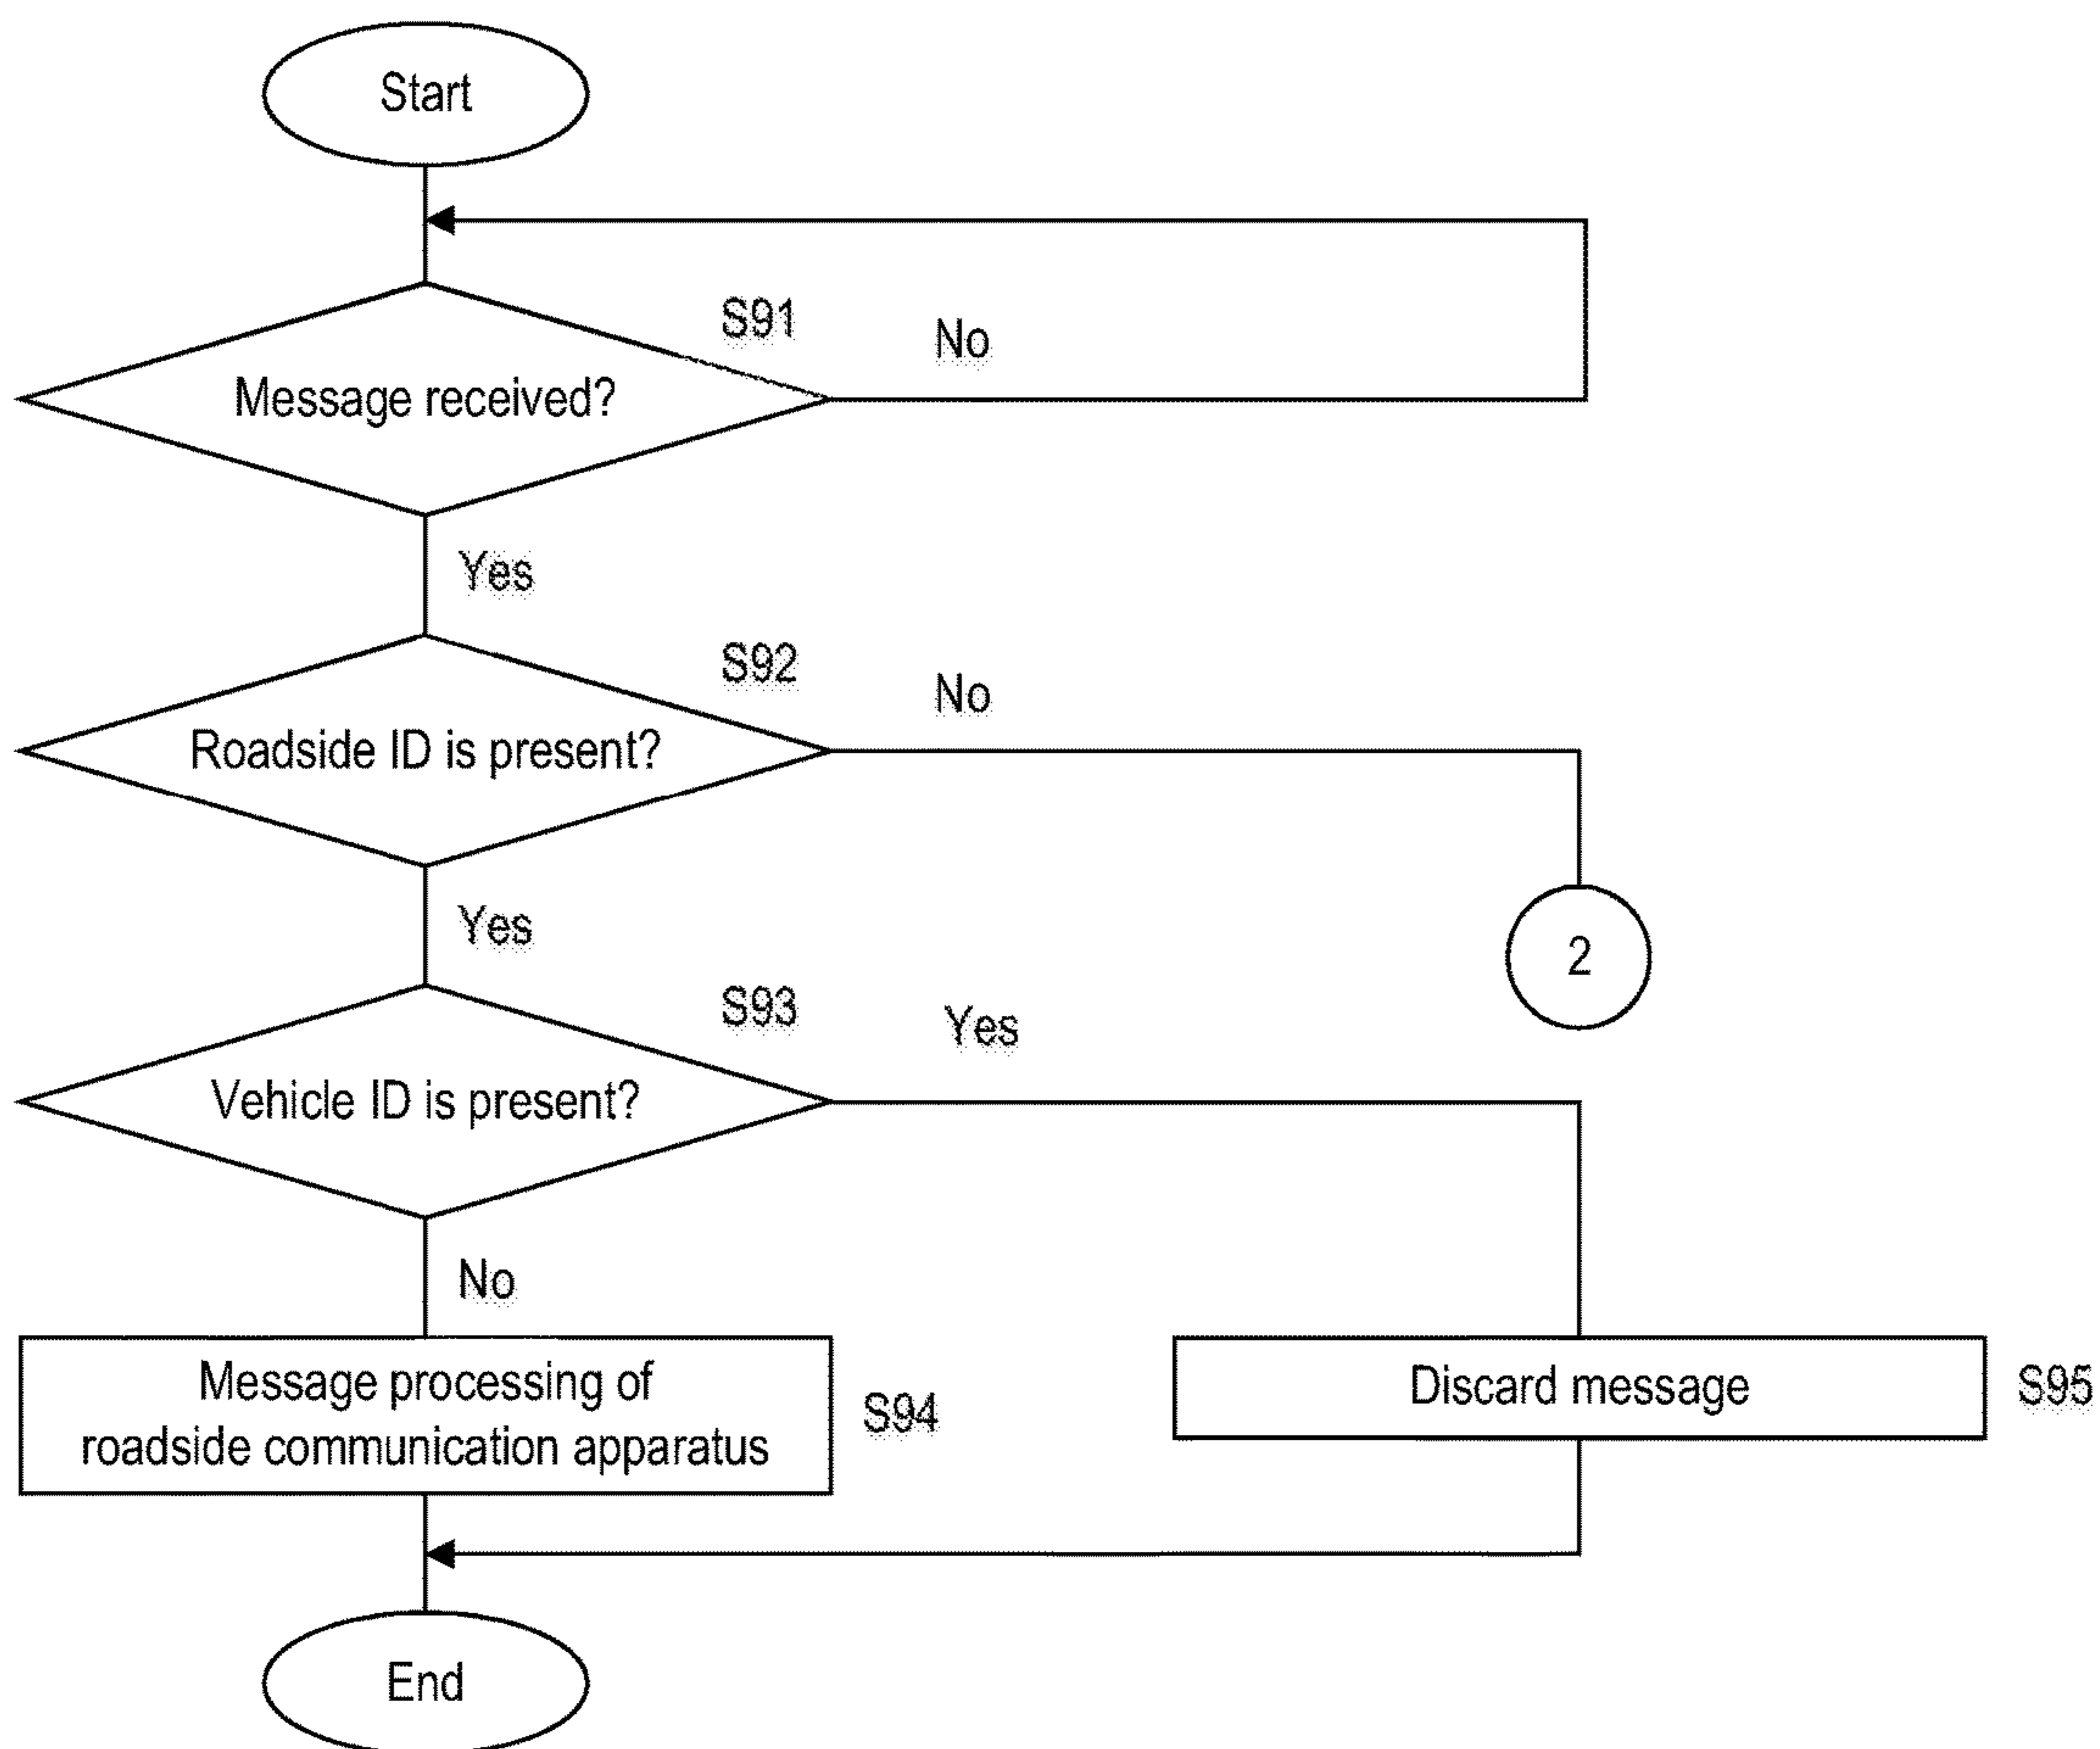 Start
S91
No
Message received?
Yes
S92
No
Roadside ID is present?
Yes
2
S93
Yes
Vehicle ID is present?
No
Message processing of
roadside communication apparatus
S94
Discard message
S95
End